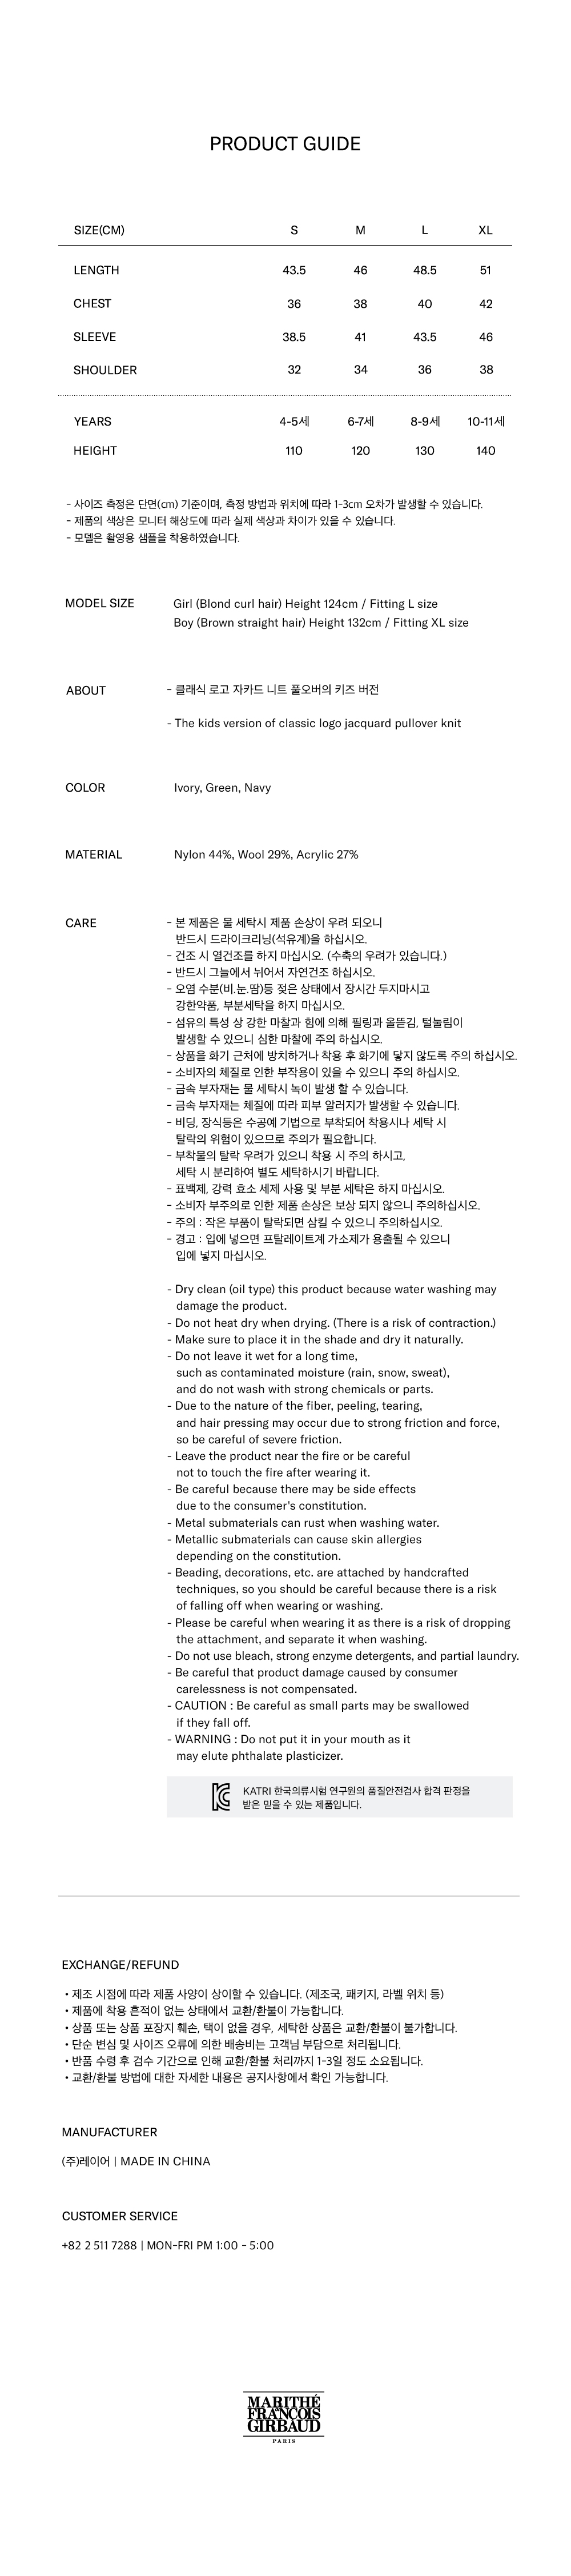 PRODUCT GUIDE
SIZE(CM) S M L XL
LENGTH 43.5 46 48.5 51
CHEST 36 38 40 42
SLEEVE 38.5 41 43.5 46
SHOULDER 32 34 36 38
YEARS 4-5세 6-7세 8-9세 10-11세
HEIGHT 110 120 130 140
- 사이즈 측정은 단면(cm) 기준이며, 측정 방법과 위치에 따라 1-3cm 오차가 발생할 수 있습니다.
- 제품의 색상은 모니터 해상도에 따라 실제 색상과 차이가 있을 수 있습니다.
- 모델은 촬영용 샘플을 착용하였습니다.
MODEL SIZE Girl (Blond curl hair) Height 124cm / Fitting L size
Boy (Brown straight hair) Height 132cm / Fitting XL size
ABOUT - 클래식 로고 자카드 니트 풀오버의 키즈 버전
- The kids version of classic logo jacquard pullover knit
COLOR Ivory, Green, Navy
MATERIAL Nylon 44%, Wool 29%, Acrylic 27%
CARE - 본 제품은 물 세탁시 제품 손상이 우려 되오니
반드시 드라이크리닝(석유계)을 하십시오.
- 건조 시 열건조를 하지 마십시오. (수축의 우려가 있습니다.)
- 반드시 그늘에서 뉘어서 자연건조 하십시오.
- 오염 수분(비.눈.땀)등 젖은 상태에서 장시간 두지마시고
강한약품, 부분세탁을 하지 마십시오.
- 섬유의 특성 상 강한 마찰과 힘에 의해 필링과 올뜯김, 털눌림이
발생할 수 있으니 심한 마찰에 주의 하십시오.
- 상품을 화기 근처에 방치하거나 착용 후 화기에 닿지 않도록 주의 하십시오.
- 소비자의 체질로 인한 부작용이 있을 수 있으니 주의 하십시오.
- 금속 부자재는 물 세탁시 녹이 발생 할 수 있습니다.
- 금속 부자재는 체질에 따라 피부 알러지가 발생할 수 있습니다.
- 비딩, 장식등은 수공예 기법으로 부착되어 착용시나 세탁 시
탈락의 위험이 있으므로 주의가 필요합니다.
- 부착물의 탈락 우려가 있으니 착용 시 주의 하시고,
세탁 시 분리하여 별도 세탁하시기 바랍니다.
- 표백제, 강력 효소 세제 사용 및 부분 세탁은 하지 마십시오.
- 소비자 부주의로 인한 제품 손상은 보상 되지 않으니 주의하십시오.
- 주의 : 작은 부품이 탈락되면 삼킬 수 있으니 주의하십시오.
- 경고 : 입에 넣으면 프탈레이트계 가소제가 용출될 수 있으니
입에 넣지 마십시오.
- Dry clean (oil type) this product because water washing may
damage the product.
- Do not heat dry when drying. (There is a risk of contraction.)
- Make sure to place it in the shade and dry it naturally.
- Do not leave it wet for a long time,
such as contaminated moisture (rain, snow, sweat),
and do not wash with strong chemicals or parts.
- Due to the nature of the fiber, peeling, tearing,
and hair pressing may occur due to strong friction and force,
so be careful of severe friction.
- Leave the product near the fire or be careful
not to touch the fire after wearing it.
- Be careful because there may be side effects
due to the consumer's constitution.
- Metal submaterials can rust when washing water.
- Metallic submaterials can cause skin allergies
depending on the constitution.
- Beading, decorations, etc. are attached by handcrafted
techniques, so you should be careful because there is a risk
of falling off when wearing or washing.
- Please be careful when wearing it as there is a risk of dropping
the attachment, and separate it when washing.
- Do not use bleach, strong enzyme detergents, and partial laundry.
- Be careful that product damage caused by consumer
carelessness is not compensated.
- CAUTION : Be careful as small parts may be swallowed
if they fall off.
- WARNING : Do not put it in your mouth as it
may elute phthalate plasticizer.
KATRI 한국의류시험 연구원의 품질안전검사 합격 판정을
받은 믿을 수 있는 제품입니다.
EXCHANGE/REFUND
• 제조 시점에 따라 제품 사양이 상이할 수 있습니다. (제조국, 패키지, 라벨 위치 등)
• 제품에 착용 흔적이 없는 상태에서 교환/환불이 가능합니다.
• 상품 또는 상품 포장지 훼손, 택이 없을 경우, 세탁한 상품은 교환/환불이 불가합니다.
• 단순 변심 및 사이즈 오류에 의한 배송비는 고객님 부담으로 처리됩니다.
• 반품 수령 후 검수 기간으로 인해 교환/환불 처리까지 1-3일 정도 소요됩니다.
• 교환/환불 방법에 대한 자세한 내용은 공지사항에서 확인 가능합니다.
MANUFACTURER
(주)레이어 | MADE IN CHINA
CUSTOMER SERVICE
+82 2 511 7288 | MON-FRI PM 1:00 - 5:00
MARITHÉ
FRANCOIS
GIRBAUD
PARIS